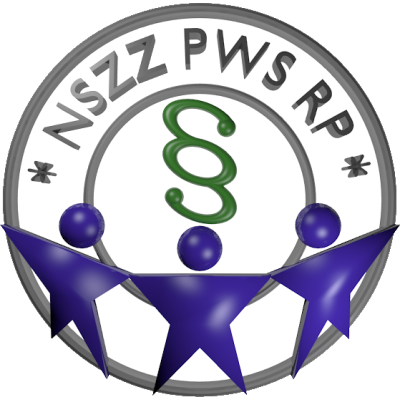 * NSZZ PWS RP *
§